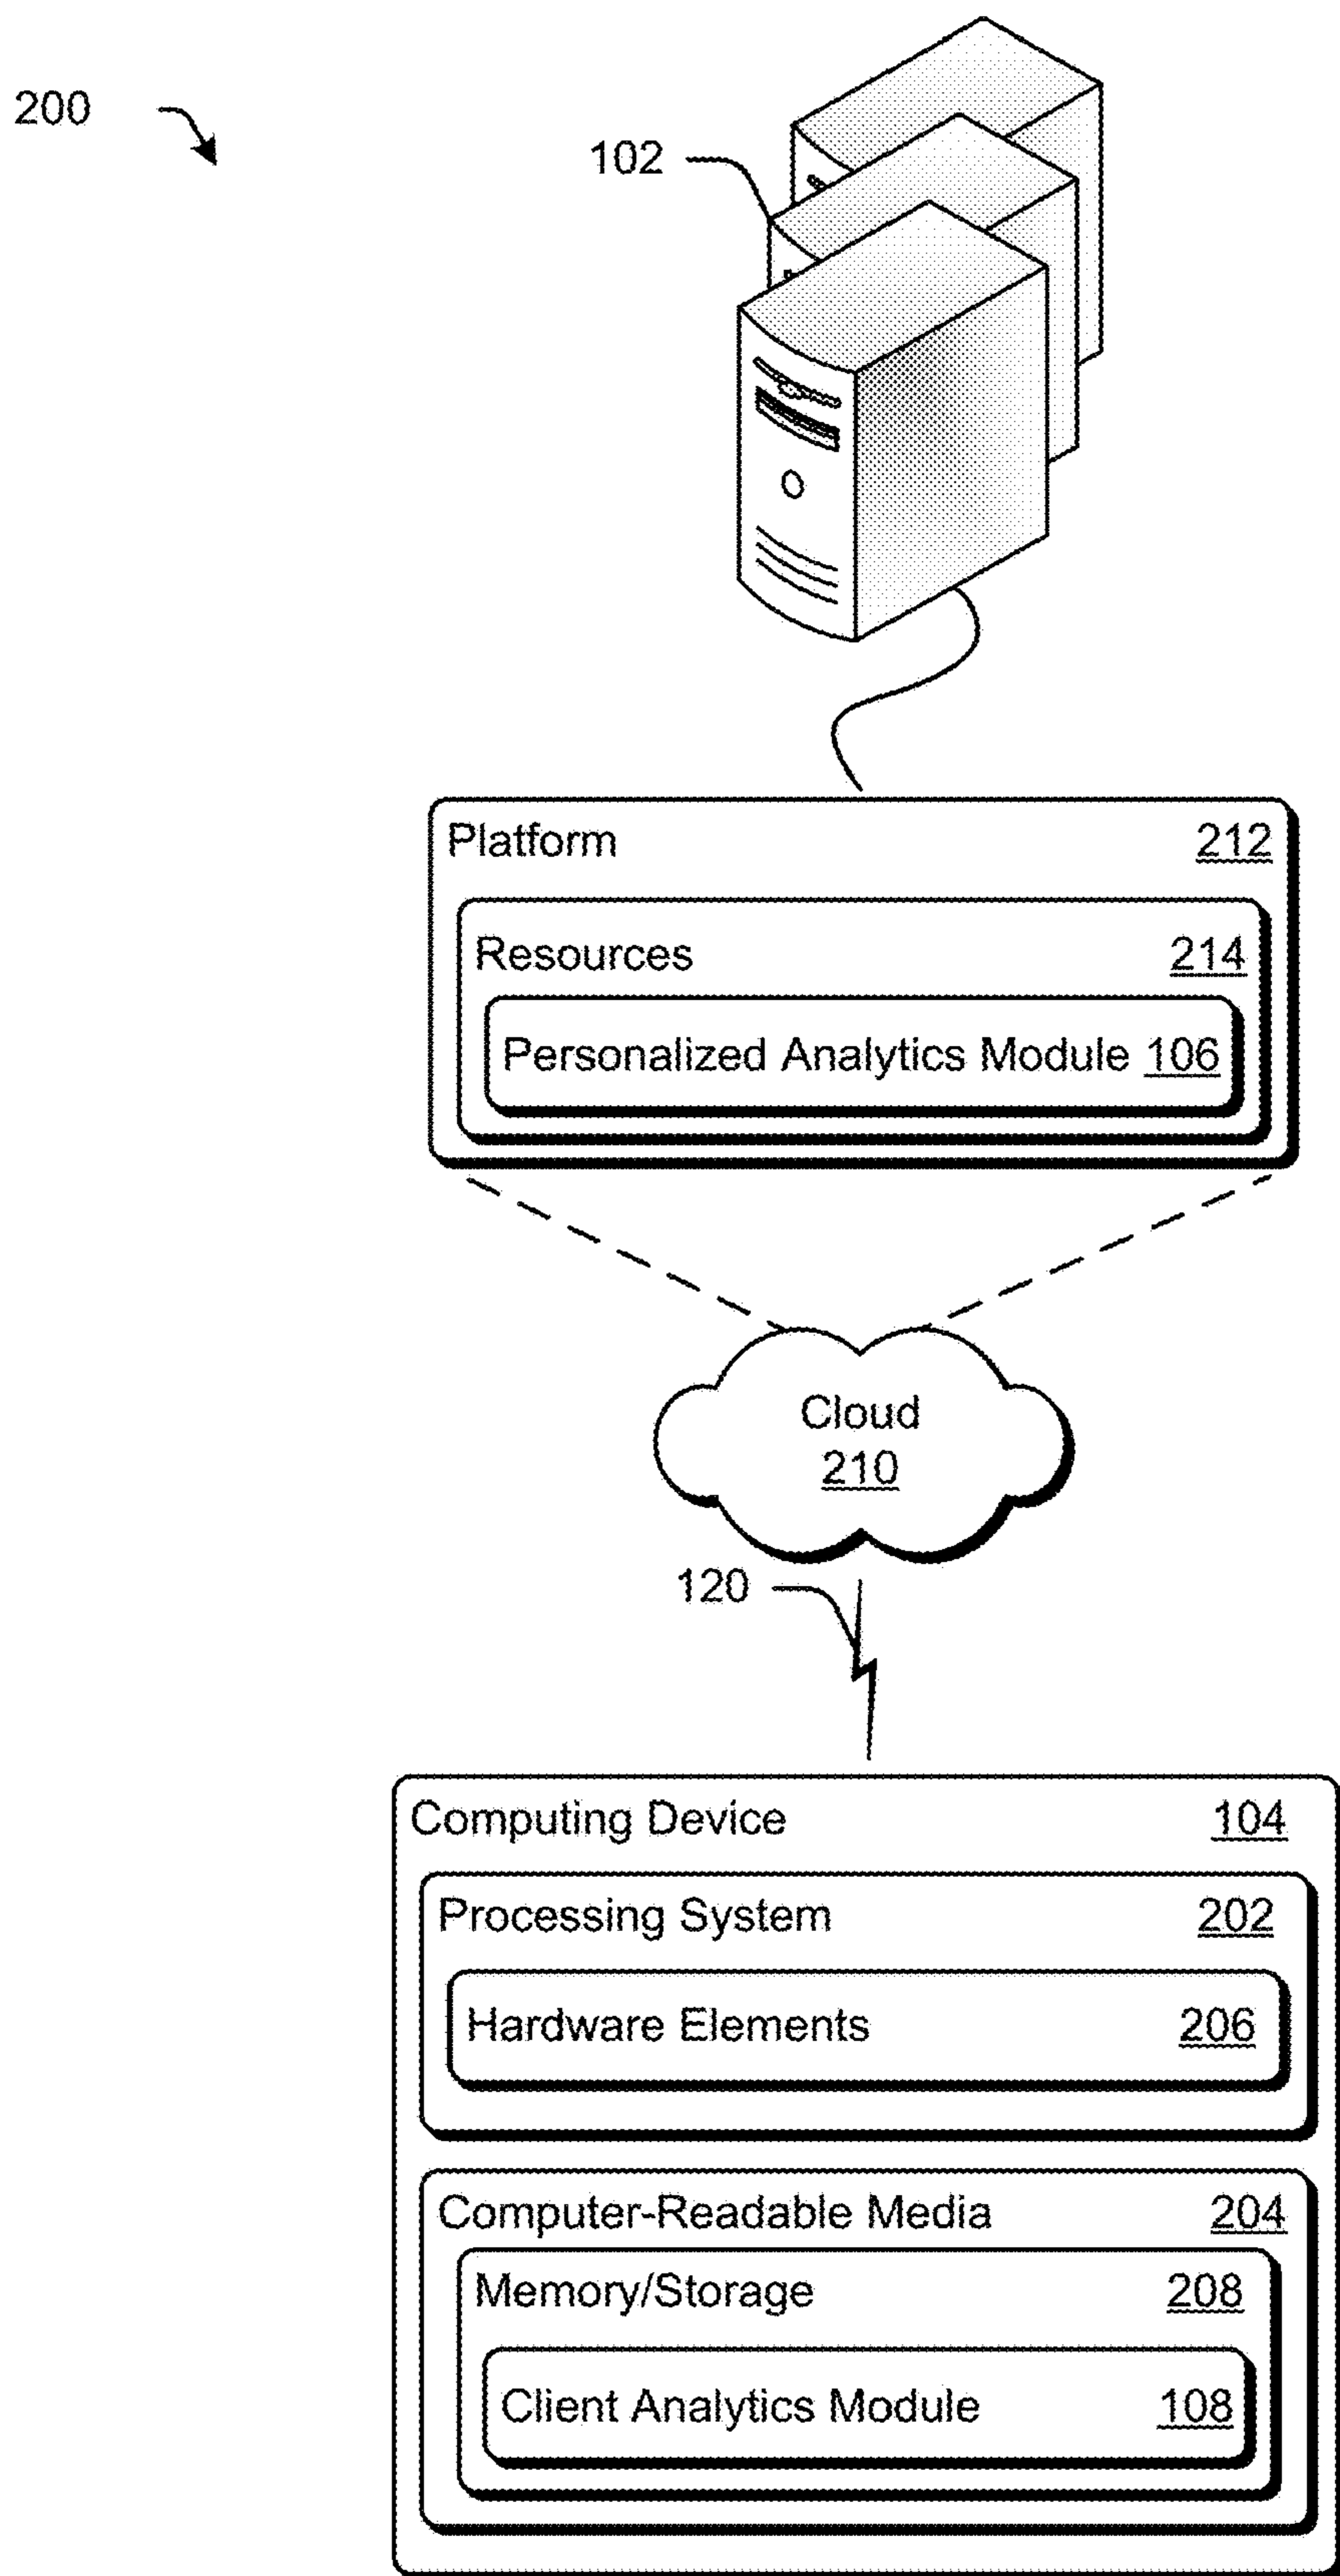 200
102
Platform 212
Resources 214
Personalized Analytics Module 106
Cloud
210
120
Computing Device 104
Processing System 202
Hardware Elements 206
Computer-Readable Media 204
Memory/Storage 208
Client Analytics Module 108